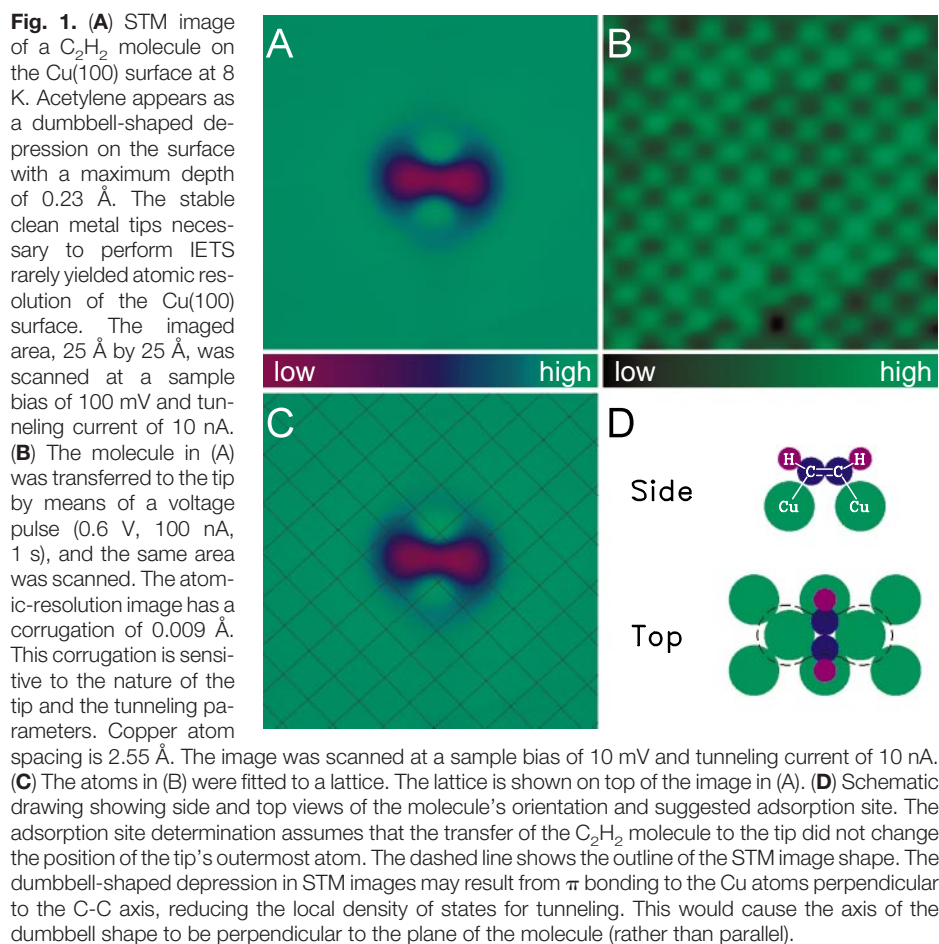 Fig. 1. (A) STM image
of a C₂H₂ molecule on
the Cu(100) surface at 8
K. Acetylene appears as
a dumbbell-shaped de-
pression on the surface
with a maximum depth
of 0.23 Å. The stable
clean metal tips neces-
sary to perform IETS
rarely yielded atomic res-
olution of the Cu(100)
surface. The imaged
area, 25 Å by 25 Å, was
scanned at a sample
bias of 100 mV and tun-
neling current of 10 nA.
(B) The molecule in (A)
was transferred to the tip
by means of a voltage
pulse (0.6 V, 100 nA,
1 s), and the same area
was scanned. The atom-
ic-resolution image has a
corrugation of 0.009 Å.
This corrugation is sensi-
tive to the nature of the
tip and the tunneling pa-
rameters. Copper atom
spacing is 2.55 Å. The image was scanned at a sample bias of 10 mV and tunneling current of 10 nA.
(C) The atoms in (B) were fitted to a lattice. The lattice is shown on top of the image in (A). (D) Schematic
drawing showing side and top views of the molecule's orientation and suggested adsorption site. The
adsorption site determination assumes that the transfer of the C₂H₂ molecule to the tip did not change
the position of the tip's outermost atom. The dashed line shows the outline of the STM image shape. The
dumbbell-shaped depression in STM images may result from π bonding to the Cu atoms perpendicular
to the C-C axis, reducing the local density of states for tunneling. This would cause the axis of the
dumbbell shape to be perpendicular to the plane of the molecule (rather than parallel).
A
B
low high
low high
C
D
Side
H H
C=C
Cu Cu
Top